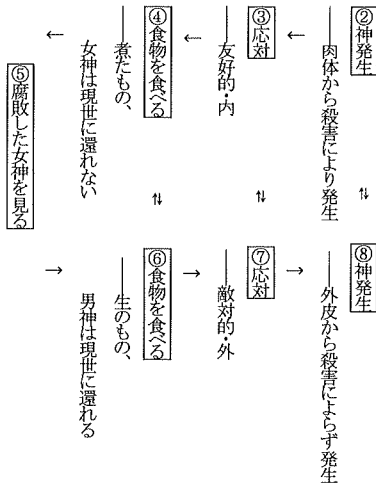 ②神発生
――肉体から殺害により発生
③応対
――友好的・内
④食物を食べる
――煮たもの、
女神は現世に還れない
⑤腐敗した女神を見る
⑧神発生
――外皮から殺害によらず発生
⑦応対
――敵対的・外
⑥食物を食べる
――生のもの、
男神は現世に還れる